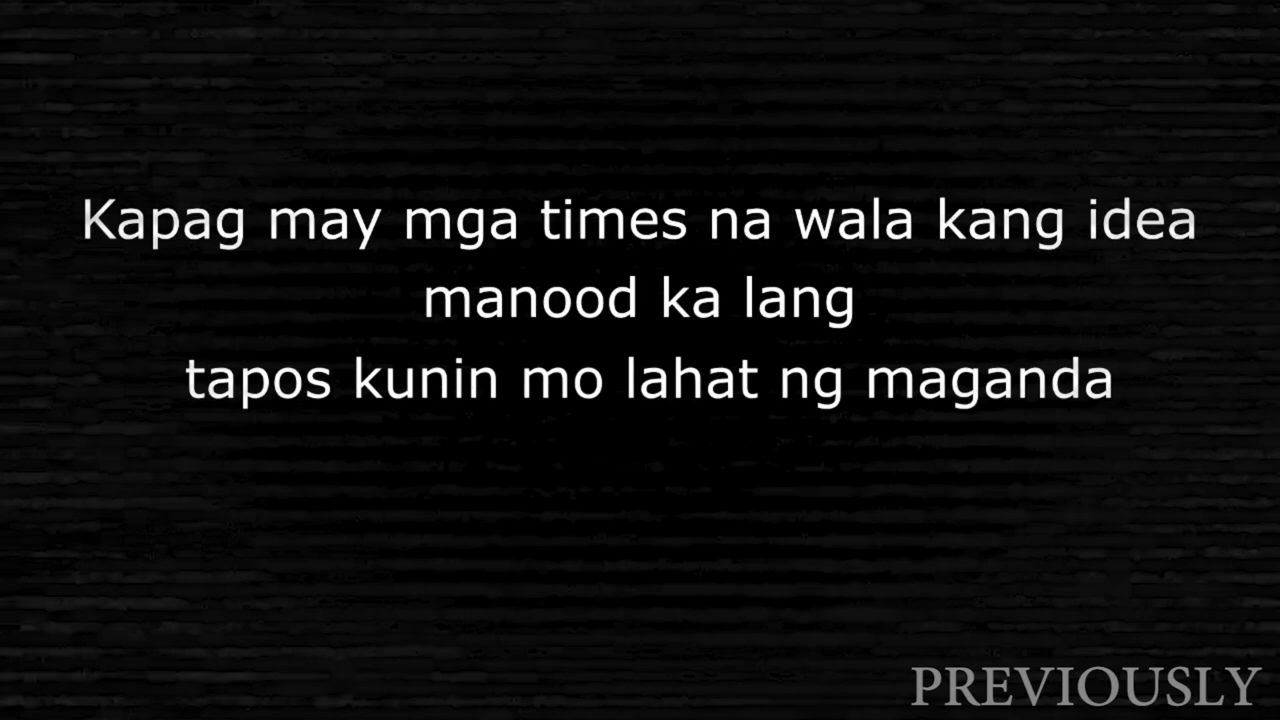 Kapag may mga times na wala kang idea
manood ka lang
tapos kunin mo lahat ng maganda
PREVIOUSLY